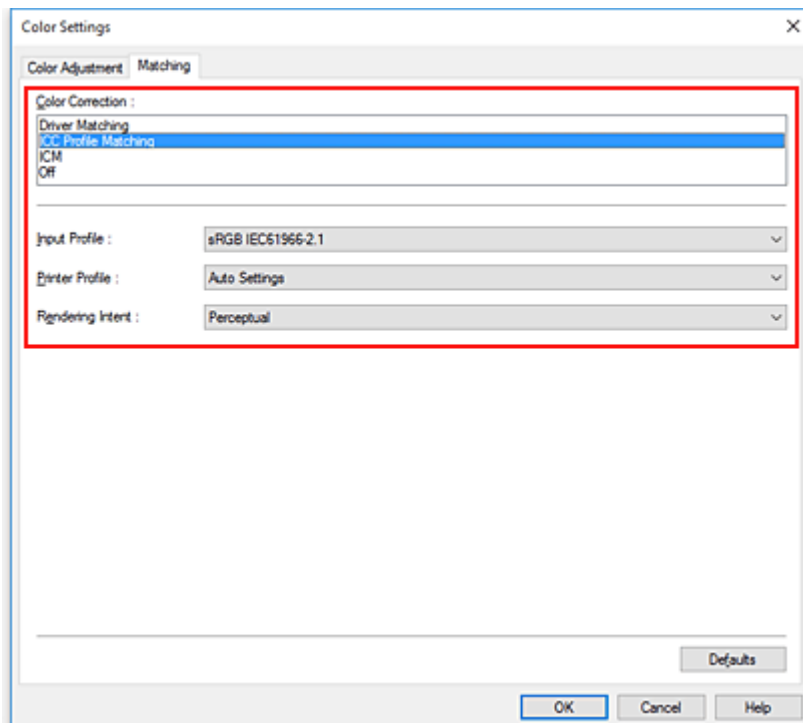 Color Settings
Color Adjustment Matching
Color Correction :
Driver Matching
ICC Profile Matching
ICM
Off
Input Profile : sRGB IEC61966-2.1
Printer Profile : Auto Settings
Rendering Intent : Perceptual
Defaults
OK Cancel Help